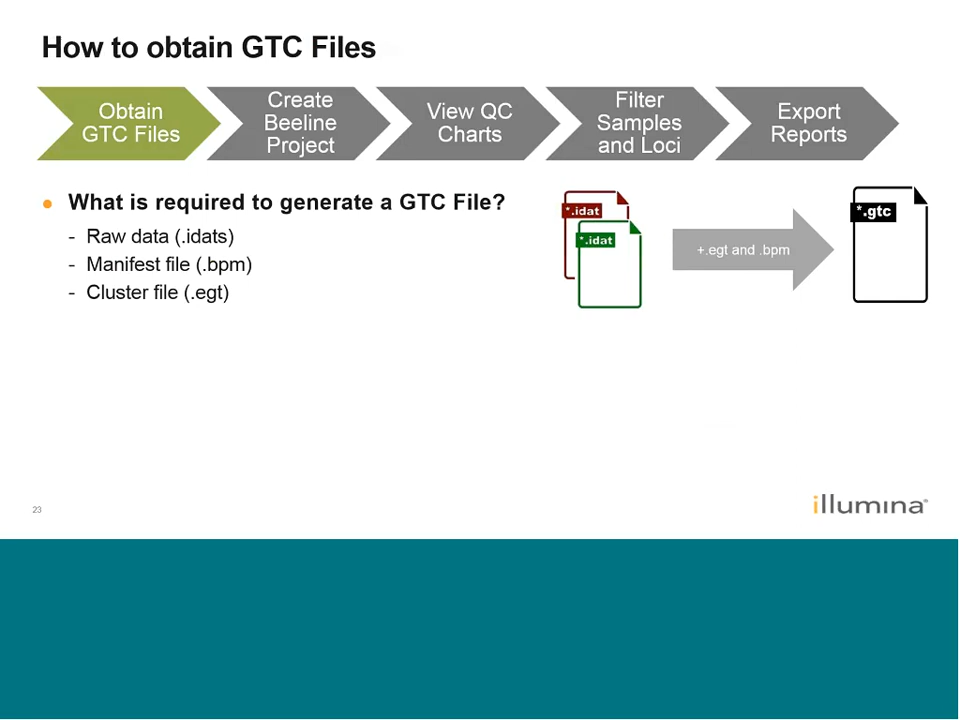 How to obtain GTC Files
Obtain
GTC Files
Create
Beeline
Project
View QC
Charts
Filter
Samples
and Loci
Export
Reports
● What is required to generate a GTC File?
- Raw data (.idats)
- Manifest file (.bpm)
- Cluster file (.egt)
*.idat
*.idat
+.egt and .bpm
*.gtc
23
illumina®